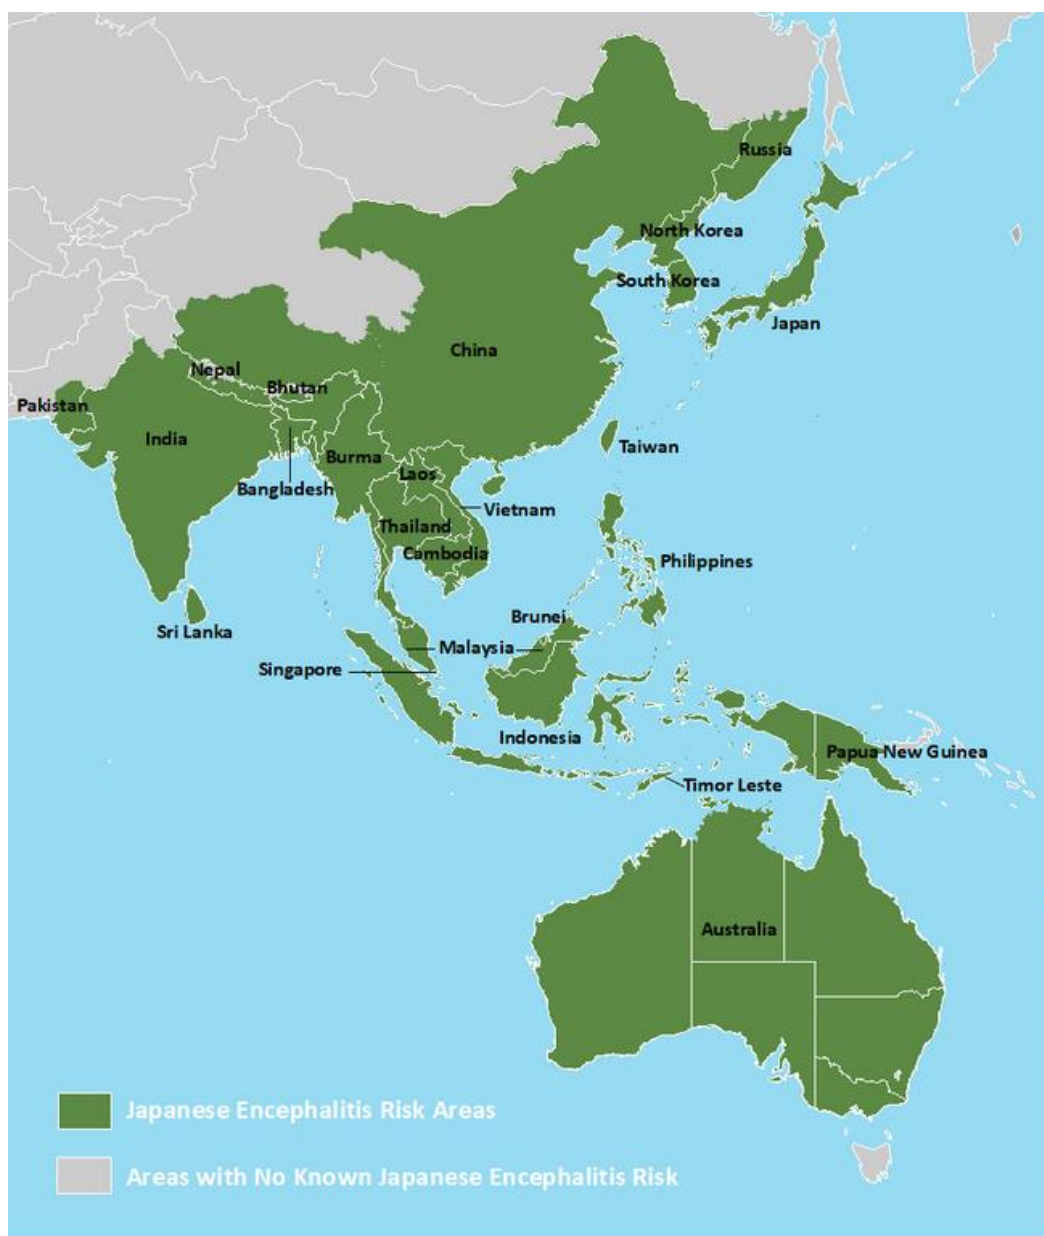 Russia
North Korea
South Korea
Japan
China
Nepal
Bhutan
Pakistan
India
Taiwan
Burma
Laos
Bangladesh
Vietnam
Thailand
Cambodia
Philippines
Brunei
Sri Lanka
Malaysia
Singapore
Indonesia
Papua New Guinea
Timor Leste
Australia
Japanese Encephalitis Risk Areas
Areas with No Known Japanese Encephalitis Risk